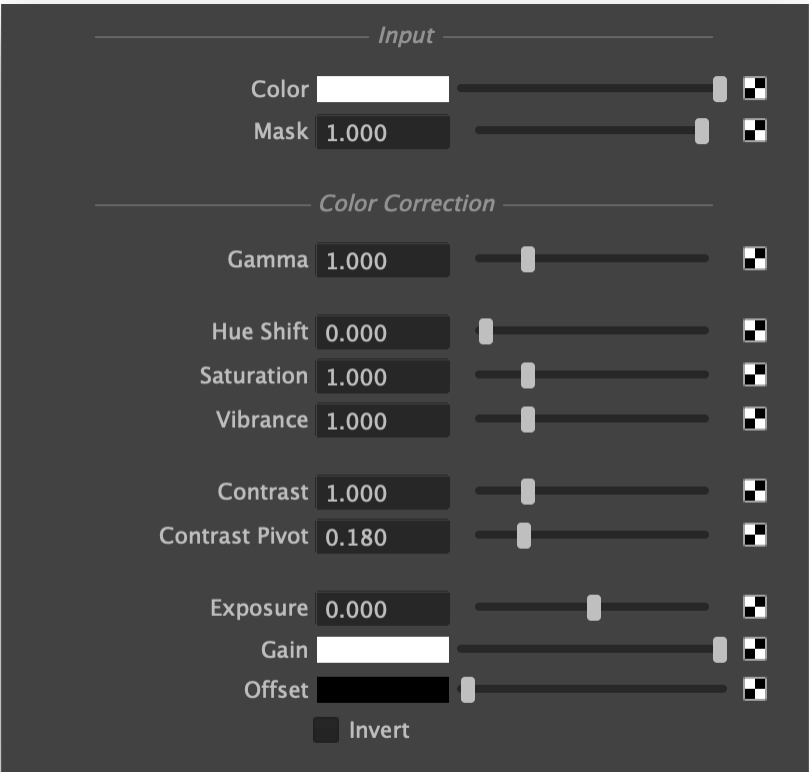 Input
Color
Mask 1.000
Color Correction
Gamma 1.000
Hue Shift 0.000
Saturation 1.000
Vibrance 1.000
Contrast 1.000
Contrast Pivot 0.180
Exposure 0.000
Gain
Offset
Invert